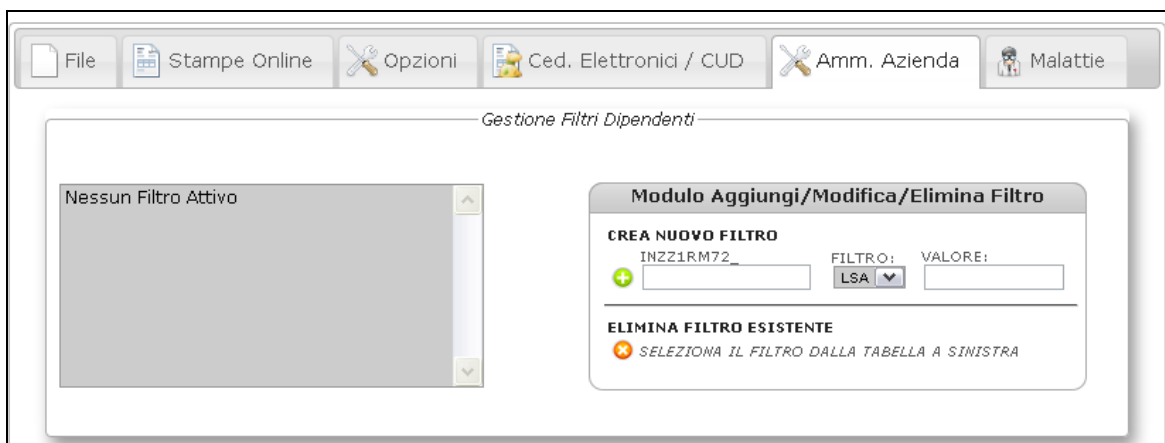 File Stampe Online Opzioni Ced. Elettronici / CUD Amm. Azienda Malattie
Gestione Filtri Dipendenti
Nessun Filtro Attivo
Modulo Aggiungi/Modifica/Elimina Filtro
CREA NUOVO FILTRO
INZZ1RM72_ FILTRO: VALORE:
LSA
ELIMINA FILTRO ESISTENTE
SELEZIONA IL FILTRO DALLA TABELLA A SINISTRA